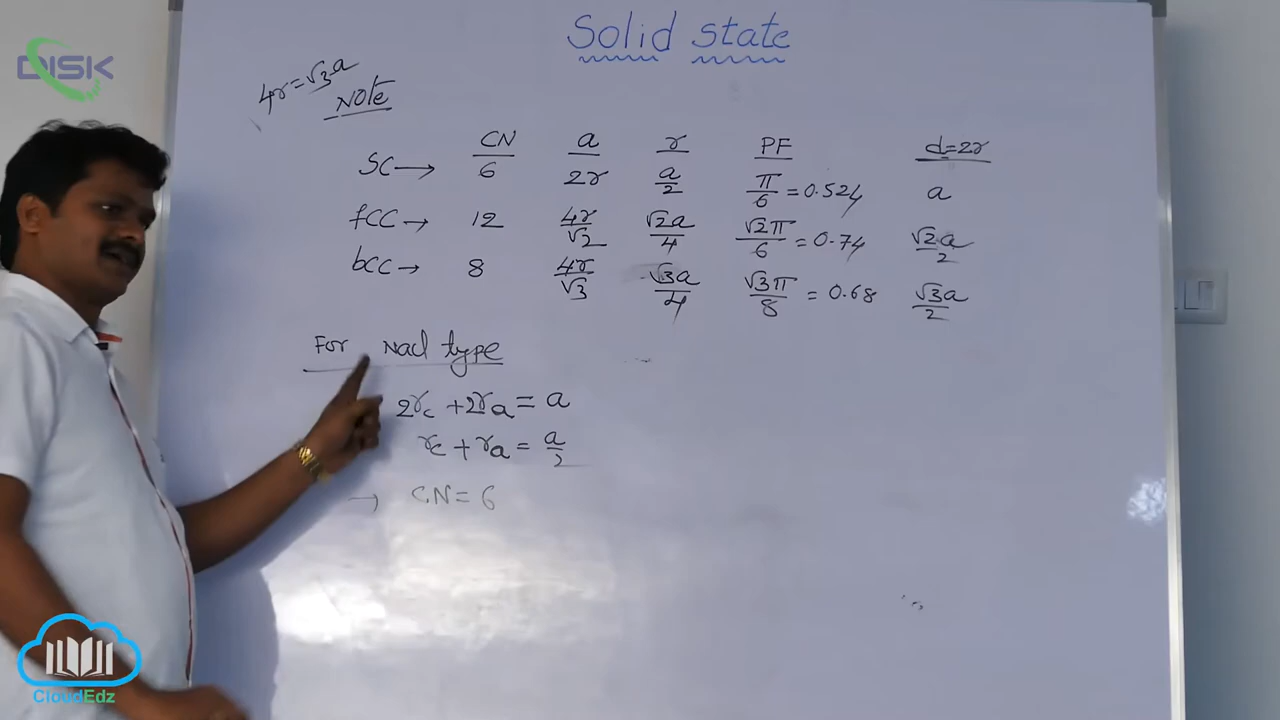 DISK
Solid state
4r=√3a
Note
CN a r PF d=2r
SC→ 6 2r a/2 π/6 = 0.524 a
fCC→ 12 4r/√2 √2a/4 √2π/6 = 0.74 √2a/2
bCC→ 8 4r/√3 √3a/4 √3π/8 = 0.68 √3a/2
For Nacl type
2rc + 2ra = a
rc + ra = a/2
→ CN = 6
CloudEdz